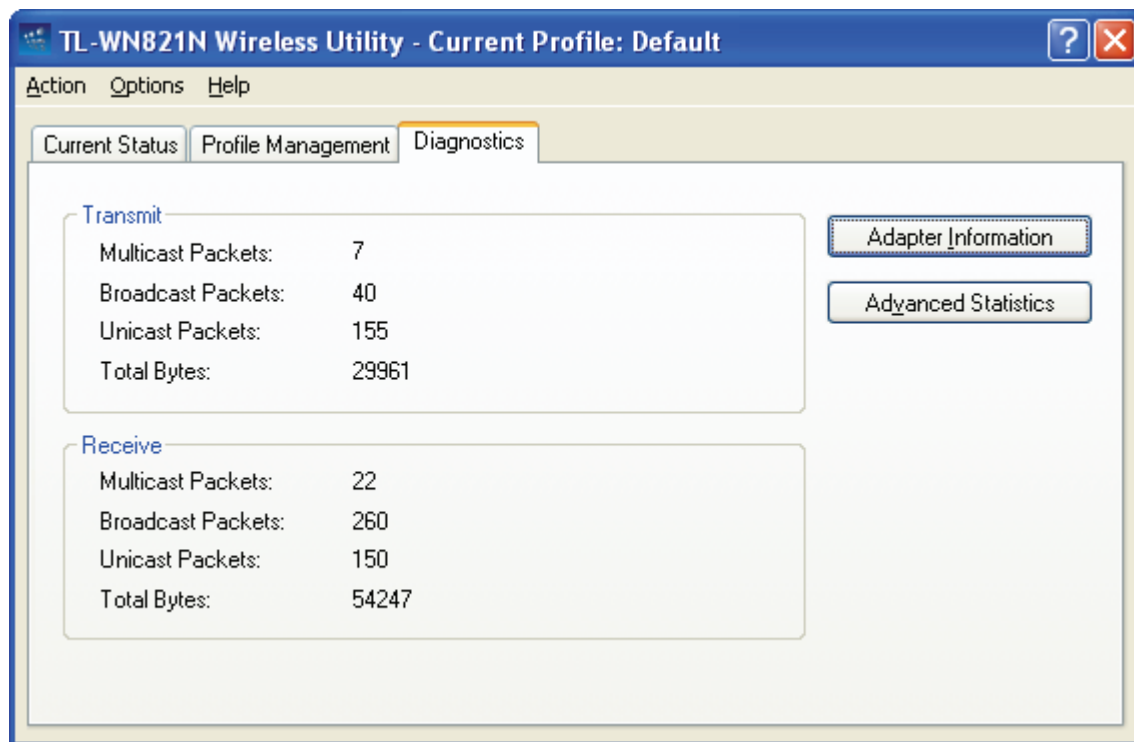 TL-WN821N Wireless Utility - Current Profile: Default
Action Options Help
Current Status Profile Management Diagnostics
Transmit
Multicast Packets: 7
Broadcast Packets: 40
Unicast Packets: 155
Total Bytes: 29961
Adapter Information
Advanced Statistics
Receive
Multicast Packets: 22
Broadcast Packets: 260
Unicast Packets: 150
Total Bytes: 54247